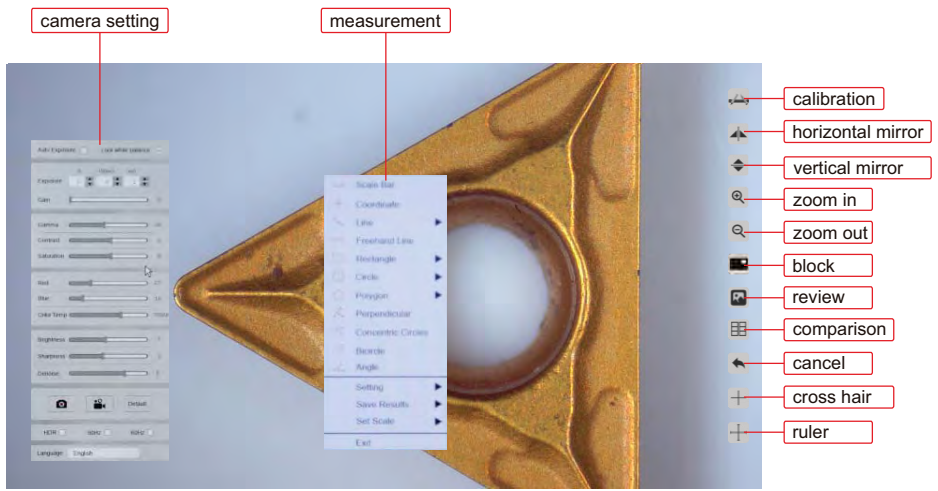 camera setting
measurement
Auto Exposure Lock white balance
Exposure
Gain
Gamma
Contrast
Saturation
Red
Blue
Color Temp
Brightness
Sharpness
Denoise
Default
HDR 50Hz 60Hz
Language English
Scale Bar
Coordinate
Line
Freehand Line
Rectangle
Circle
Polygon
Perpendicular
Concentric Circles
Bicircle
Angle
Setting
Save Results
Set Scale
Exit
calibration
horizontal mirror
vertical mirror
zoom in
zoom out
block
review
comparison
cancel
cross hair
ruler